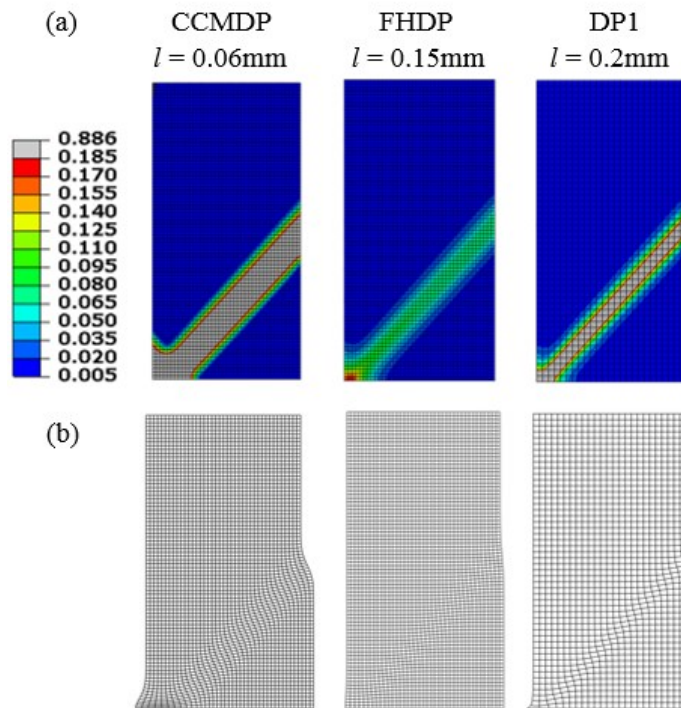 (a)
CCMDP
l = 0.06mm
FHDP
l = 0.15mm
DP1
l = 0.2mm
0.886
0.185
0.170
0.155
0.140
0.125
0.110
0.095
0.080
0.065
0.050
0.035
0.020
0.005
(b)